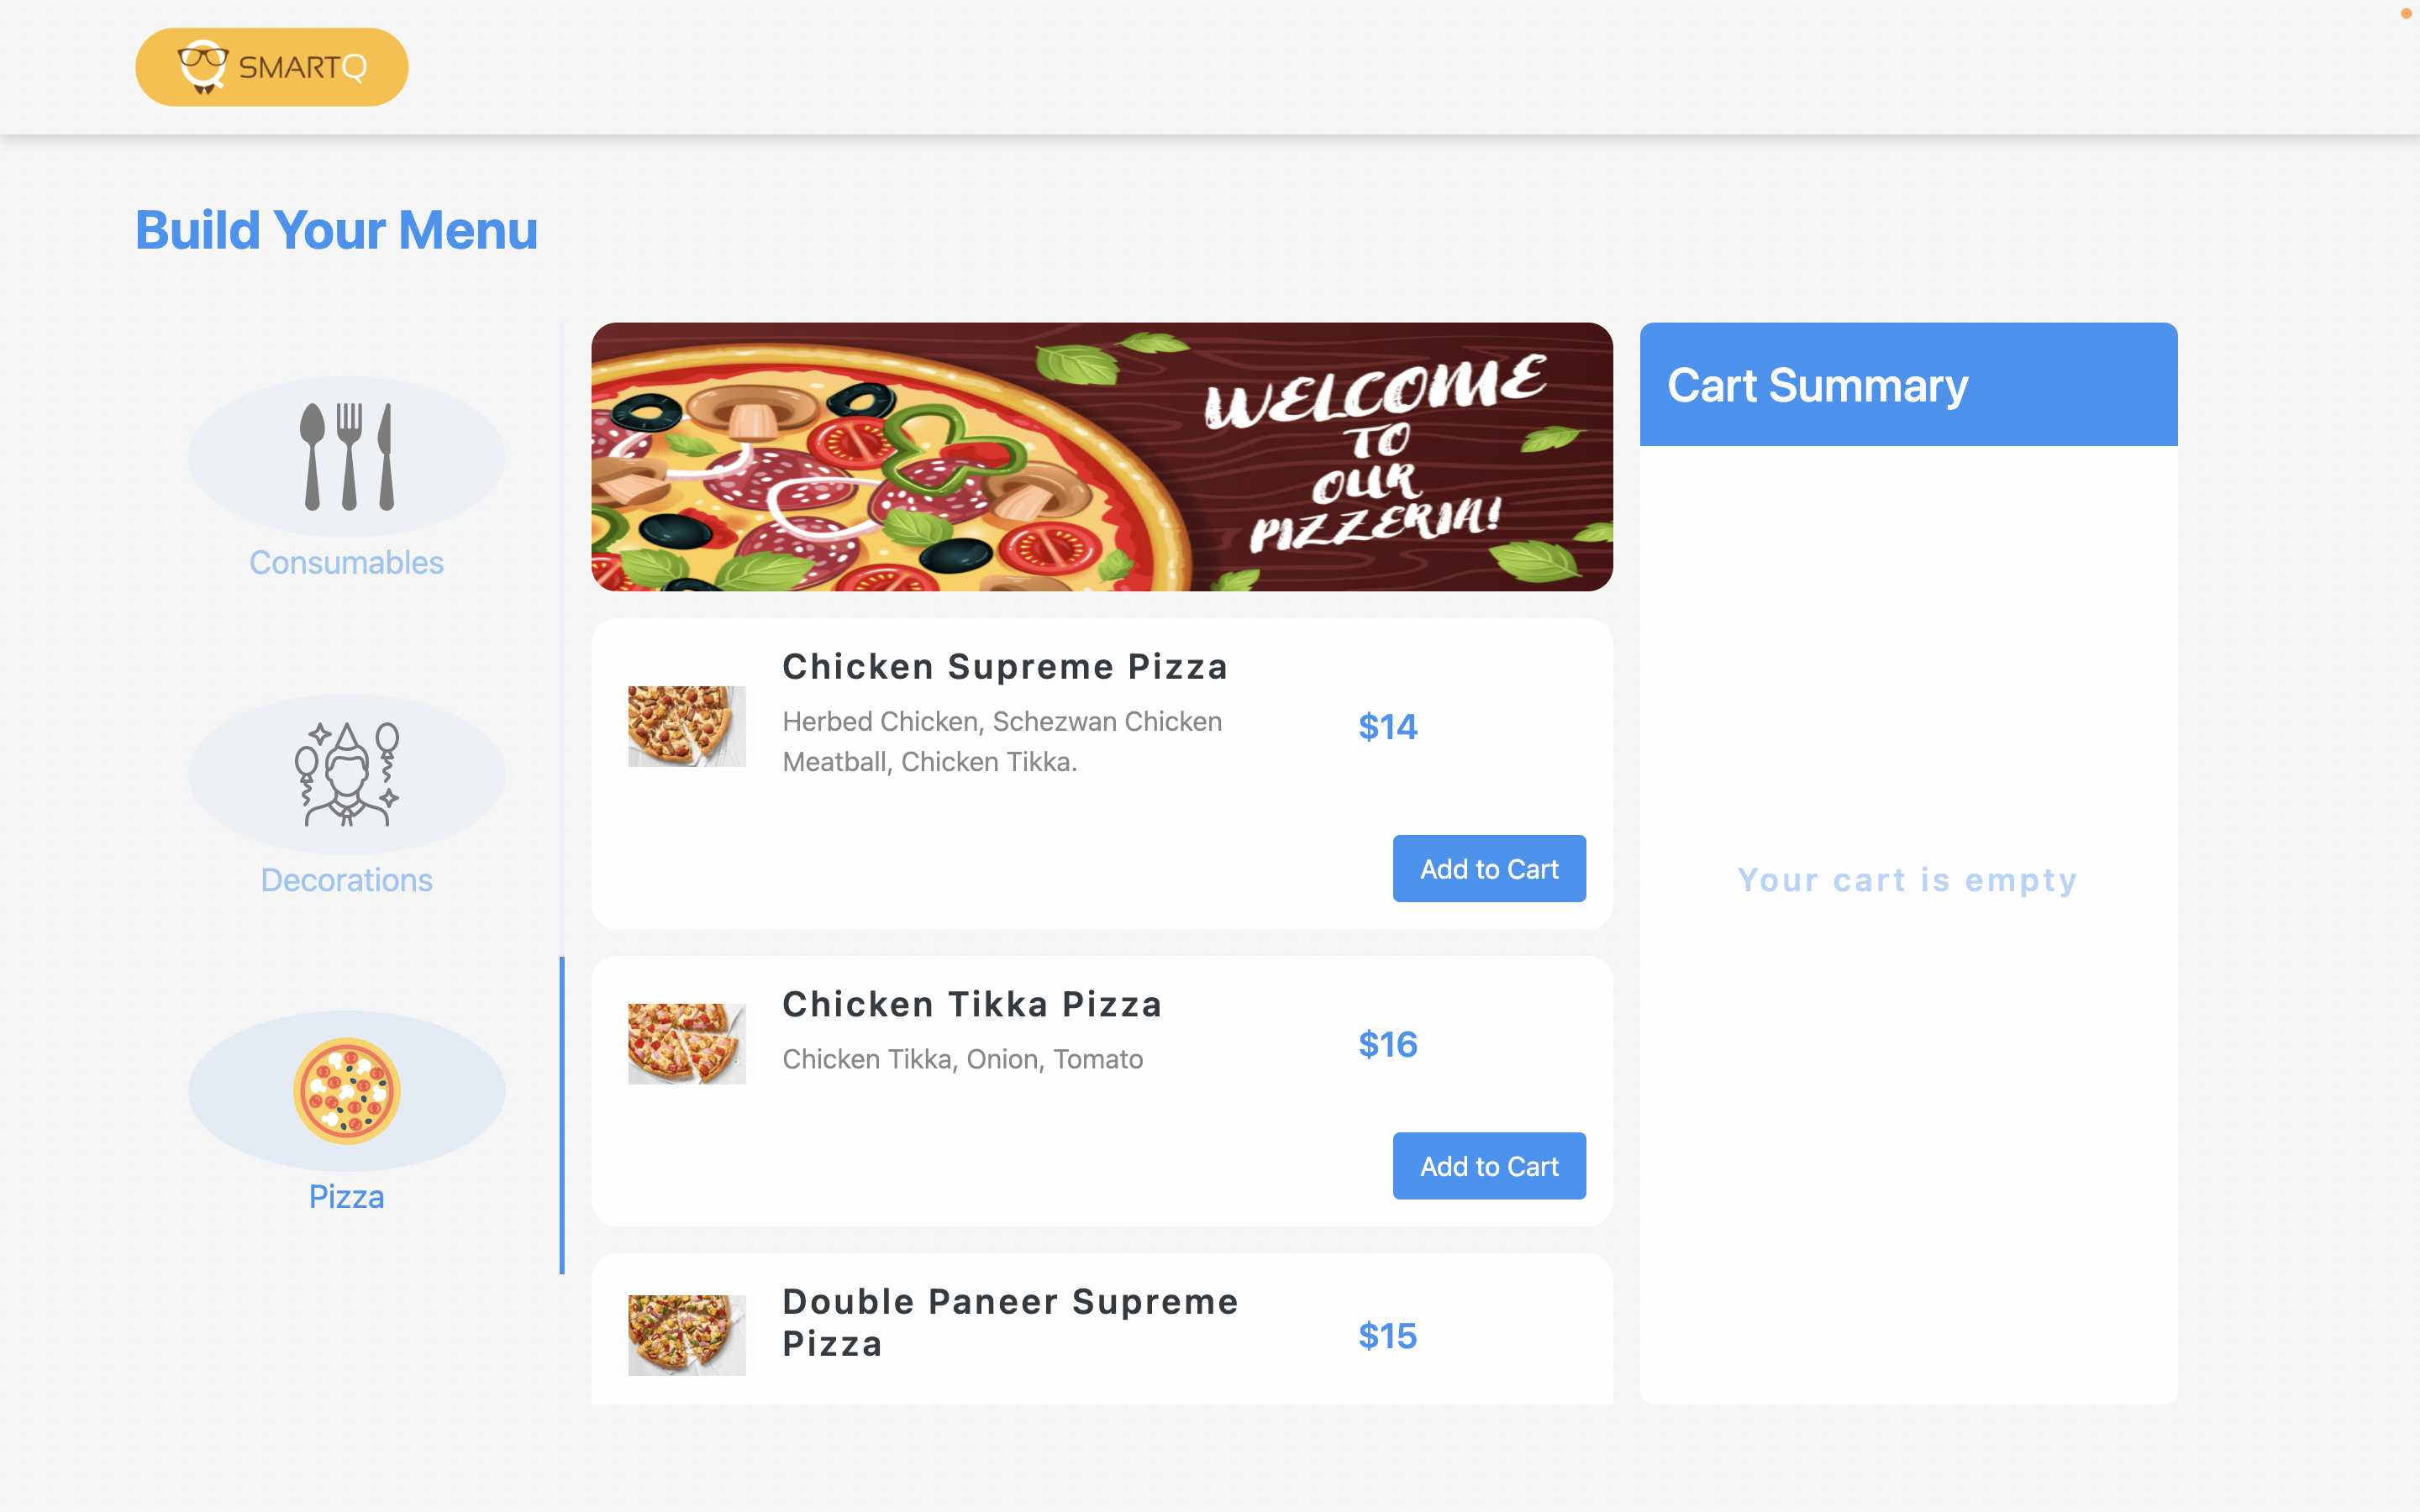 SMARTQ
Build Your Menu
Consumables
Decorations
Pizza
WELCOME
TO
OUR
PIZZERIA!
Chicken Supreme Pizza
Herbed Chicken, Schezwan Chicken
Meatball, Chicken Tikka.
$14
Add to Cart
Chicken Tikka Pizza
Chicken Tikka, Onion, Tomato
$16
Add to Cart
Double Paneer Supreme
Pizza
$15
Cart Summary
Your cart is empty